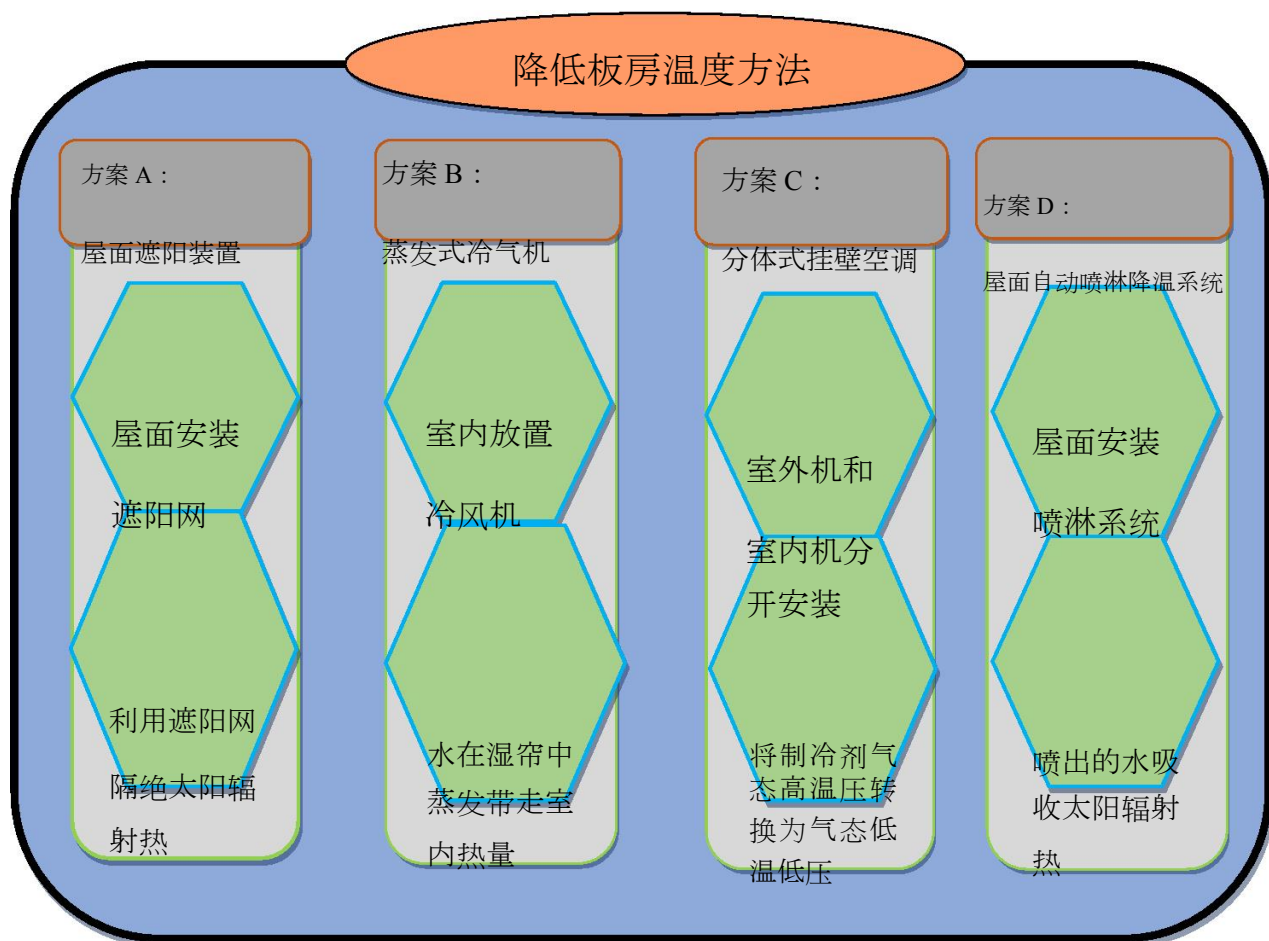 降低板房温度方法
方案 A：
屋面遮阳装置
屋面安装
遮阳网
利用遮阳网
隔绝太阳辐
射热
方案 B：
蒸发式冷气机
室内放置
冷风机
水在湿帘中
蒸发带走室
内热量
方案 C：
分体式挂壁空调
室外机和
室内机分
开安装
将制冷剂气
态高温压转
换为气态低
温低压
方案 D：
屋面自动喷淋降温系统
屋面安装
喷淋系统
喷出的水吸
收太阳辐射
热